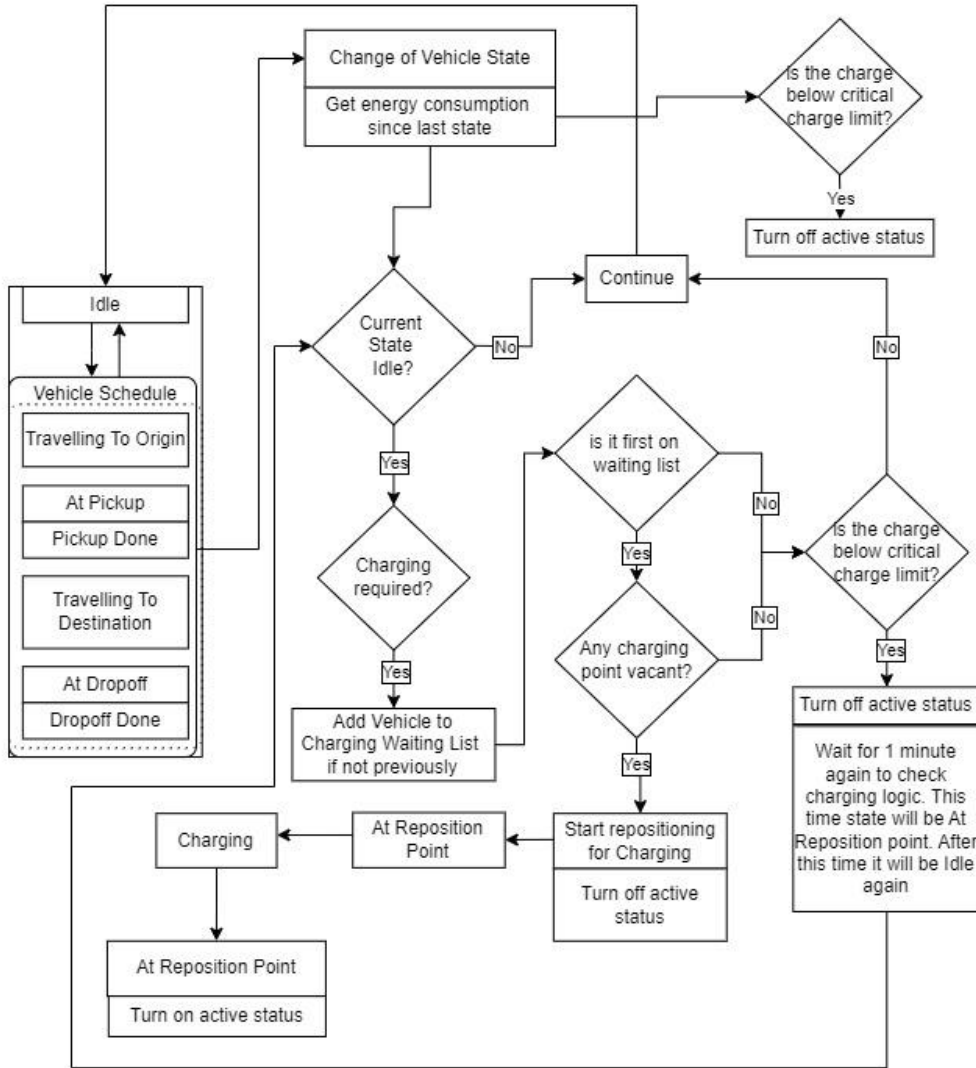 Change of Vehicle State
Get energy consumption
since last state
Is the charge
below critical
charge limit?
Yes
Turn off active status
Idle
Vehicle Schedule
Travelling To Origin
At Pickup
Pickup Done
Travelling To
Destination
At Dropoff
Dropoff Done
Current
State
Idle?
No
Continue
Yes
Charging
required?
Yes
Add Vehicle to
Charging Waiting List
if not previously
is it first on
waiting list
No
Yes
Any charging
point vacant?
No
Yes
Is the charge
below critical
charge limit?
No
Yes
Turn off active status
Wait for 1 minute
again to check
charging logic. This
time state will be At
Reposition point. After
this time it will be Idle
again
Start repositioning
for Charging
Turn off active
status
At Reposition
Point
Charging
At Reposition Point
Turn on active status